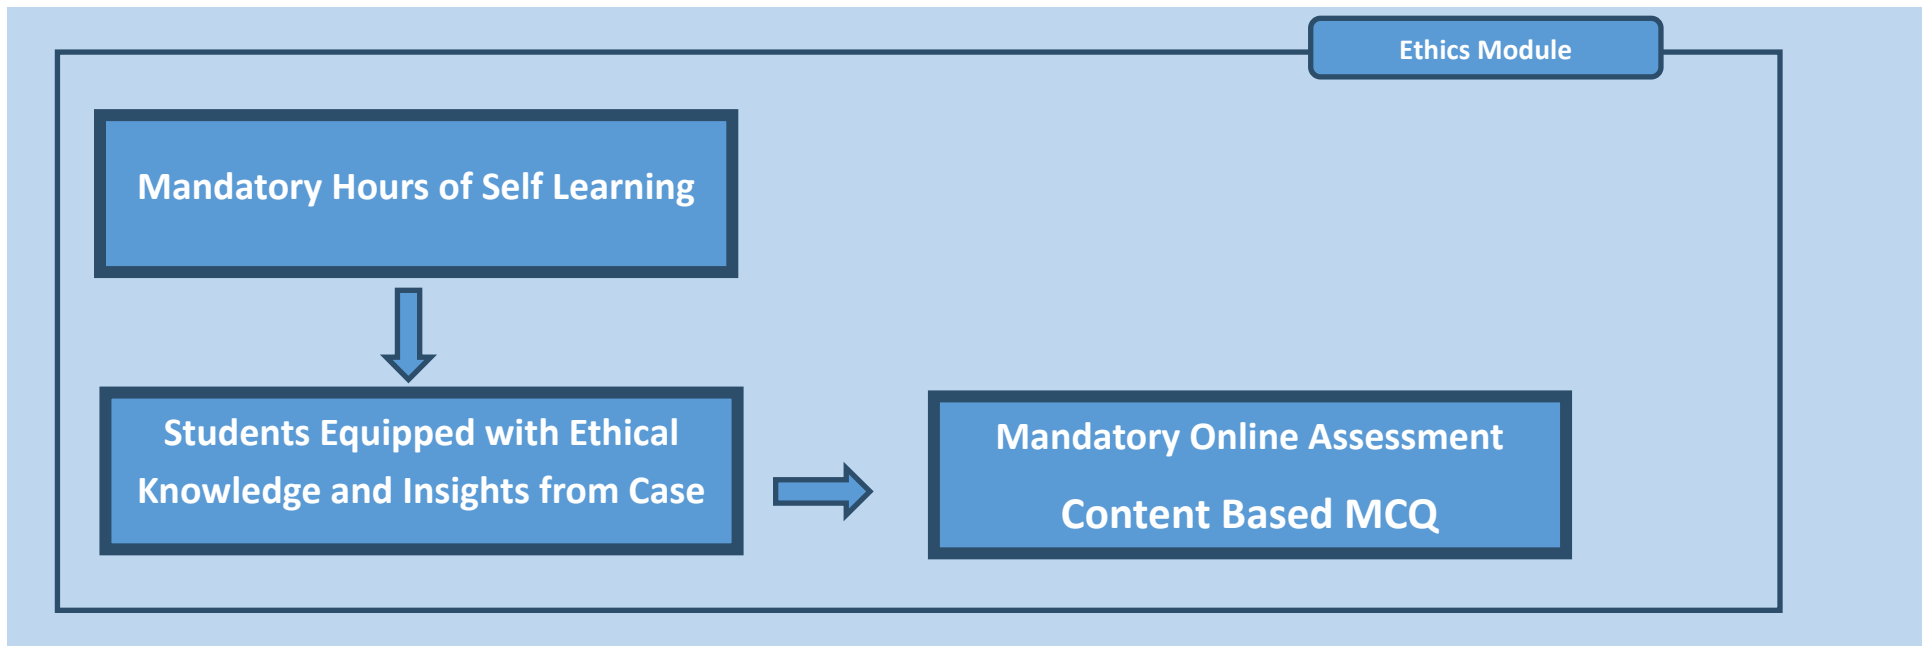 Ethics Module
Mandatory Hours of Self Learning
Students Equipped with Ethical
Knowledge and Insights from Case
Mandatory Online Assessment
Content Based MCQ